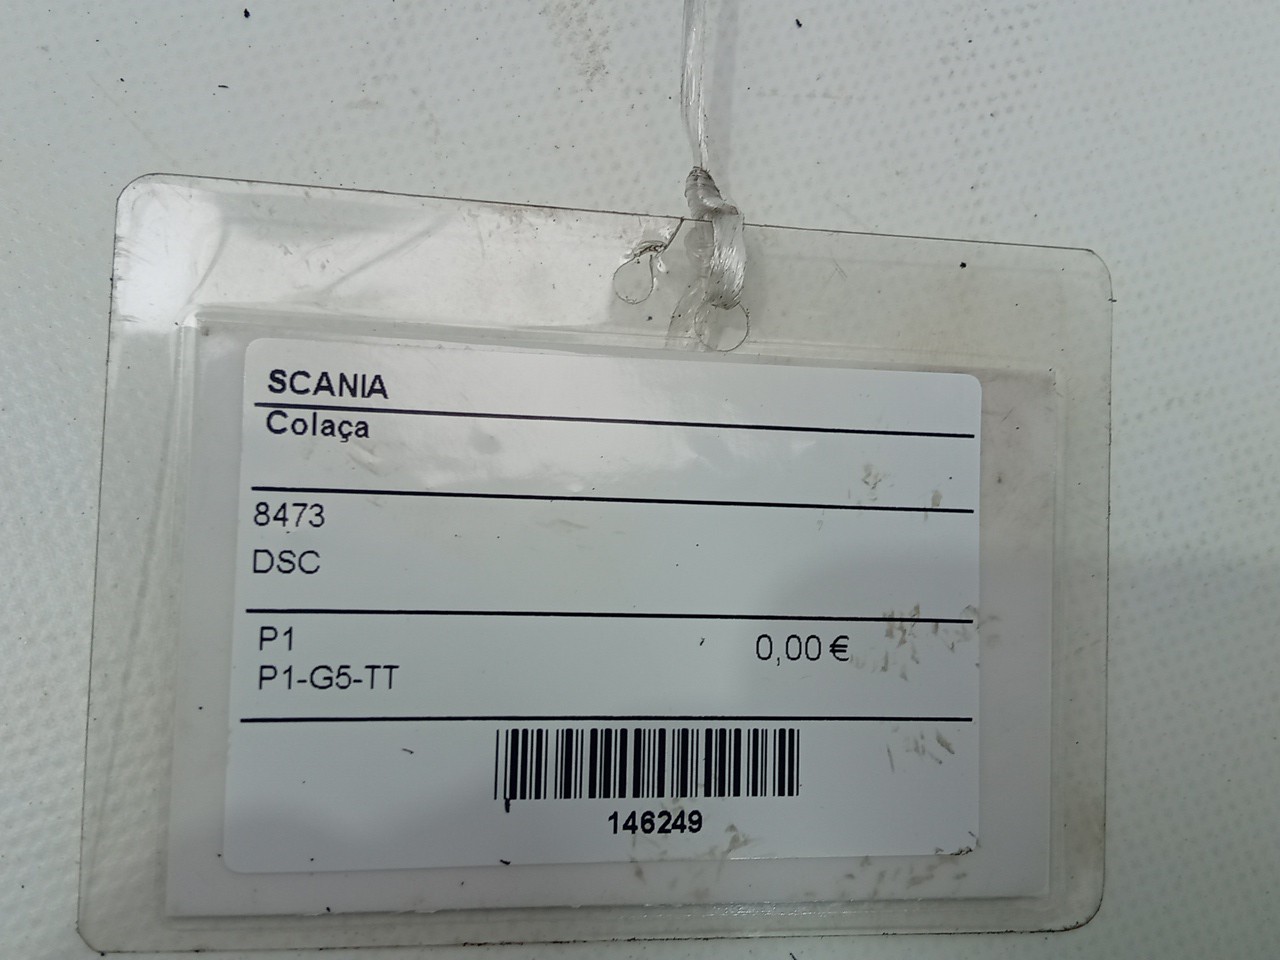 SCANIA
Colaça
8473
DSC
P1
0,00 €
P1-G5-TT
146249